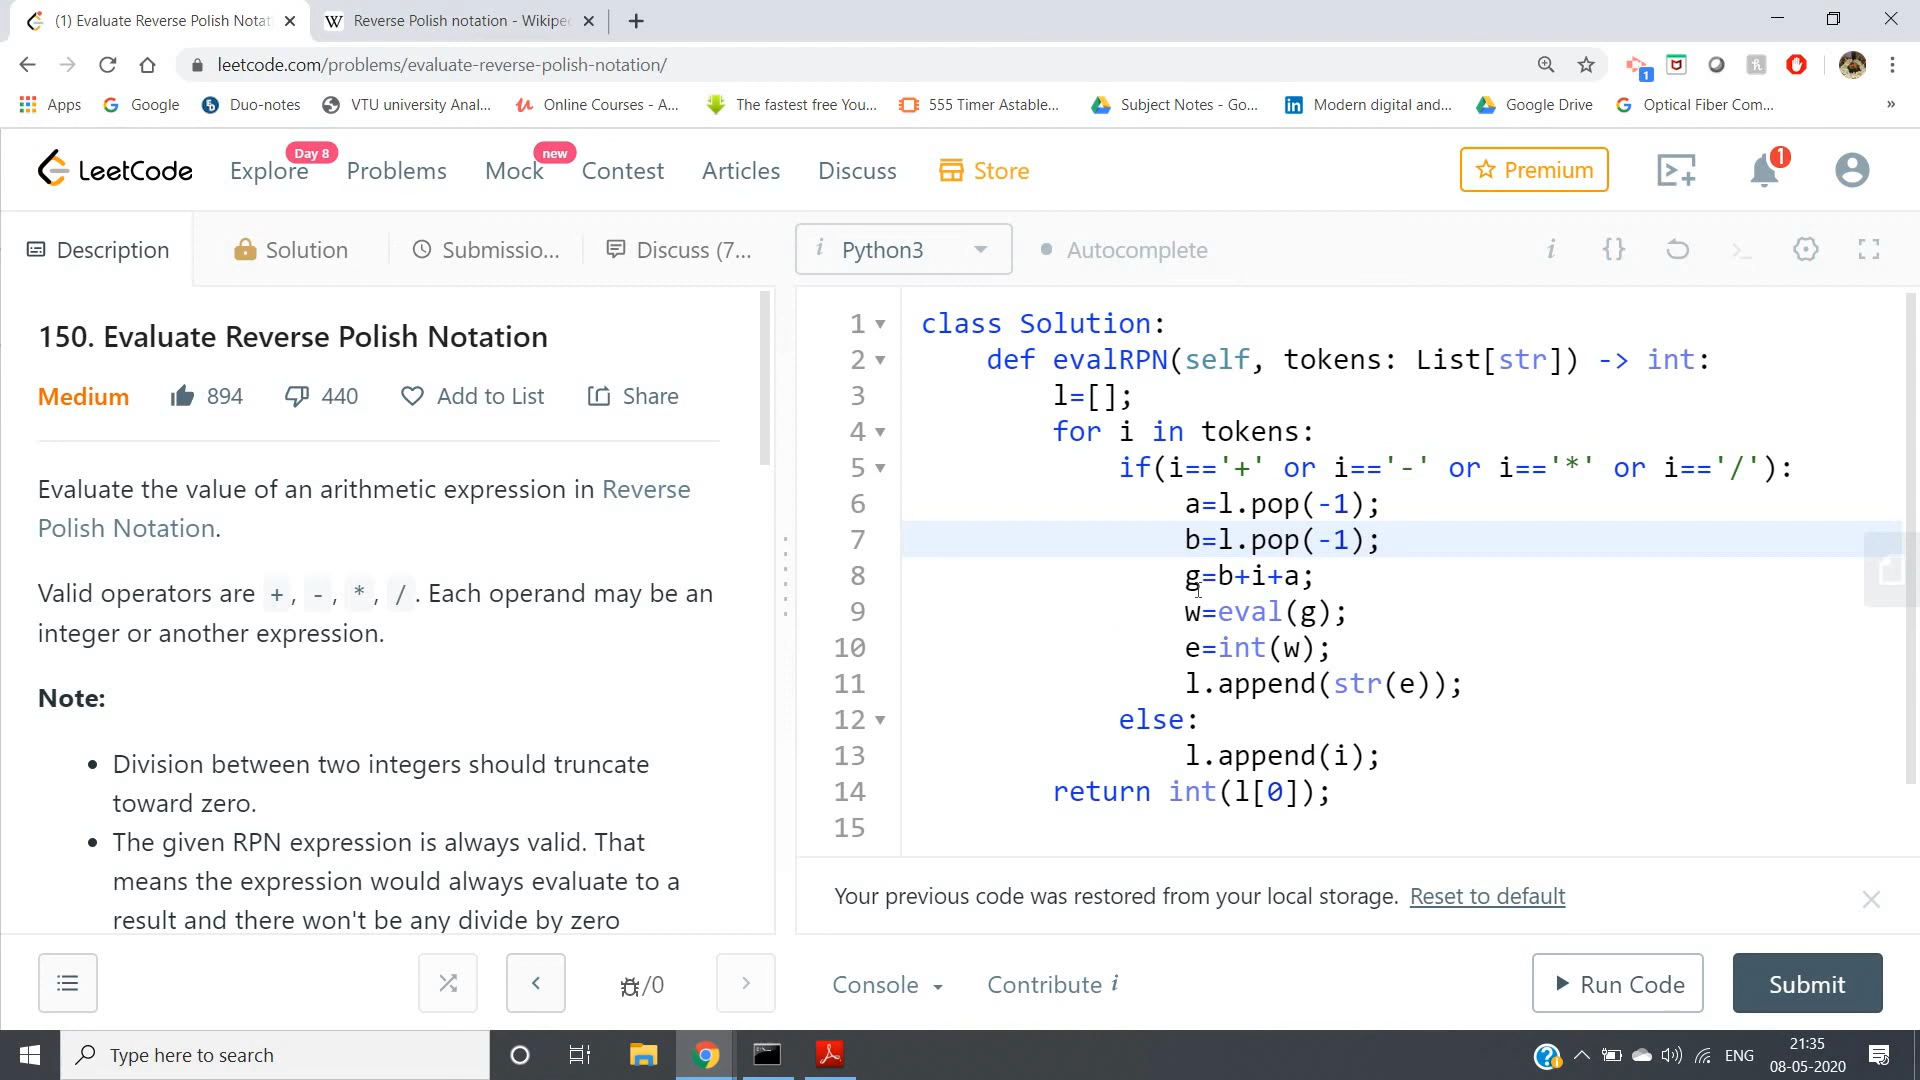 (1) Evaluate Reverse Polish Notat
Reverse Polish notation - Wikiped
leetcode.com/problems/evaluate-reverse-polish-notation/
1
Apps
Google
Duo-notes
VTU university Anal...
Online Courses - A...
The fastest free You...
555 Timer Astable...
Subject Notes - Go...
Modern digital and...
Google Drive
Optical Fiber Com...
»
LeetCode
Explore
Day 8
Problems
Mock
new
Contest
Articles
Discuss
Store
Premium
1
Description
Solution
Submissio...
Discuss (7...
i Python3
Autocomplete
i {}
150. Evaluate Reverse Polish Notation
Medium
894
440
Add to List
Share
Evaluate the value of an arithmetic expression in Reverse
Polish Notation.
Valid operators are +, -, *, /. Each operand may be an
integer or another expression.
Note:
• Division between two integers should truncate
toward zero.
• The given RPN expression is always valid. That
means the expression would always evaluate to a
result and there won't be any divide by zero
1 class Solution:
2 def evalRPN(self, tokens: List[str]) -> int:
3 l=[];
4 for i in tokens:
5 if(i=='+' or i=='-' or i=='*' or i=='/'):
6 a=l.pop(-1);
7 b=l.pop(-1);
8 g=b+i+a;
9 w=eval(g);
10 e=int(w);
11 l.append(str(e));
12 else:
13 l.append(i);
14 return int(l[0]);
15
Your previous code was restored from your local storage. Reset to default
/0
Console
Contribute i
Run Code
Submit
Type here to search
ENG
21:35
08-05-2020